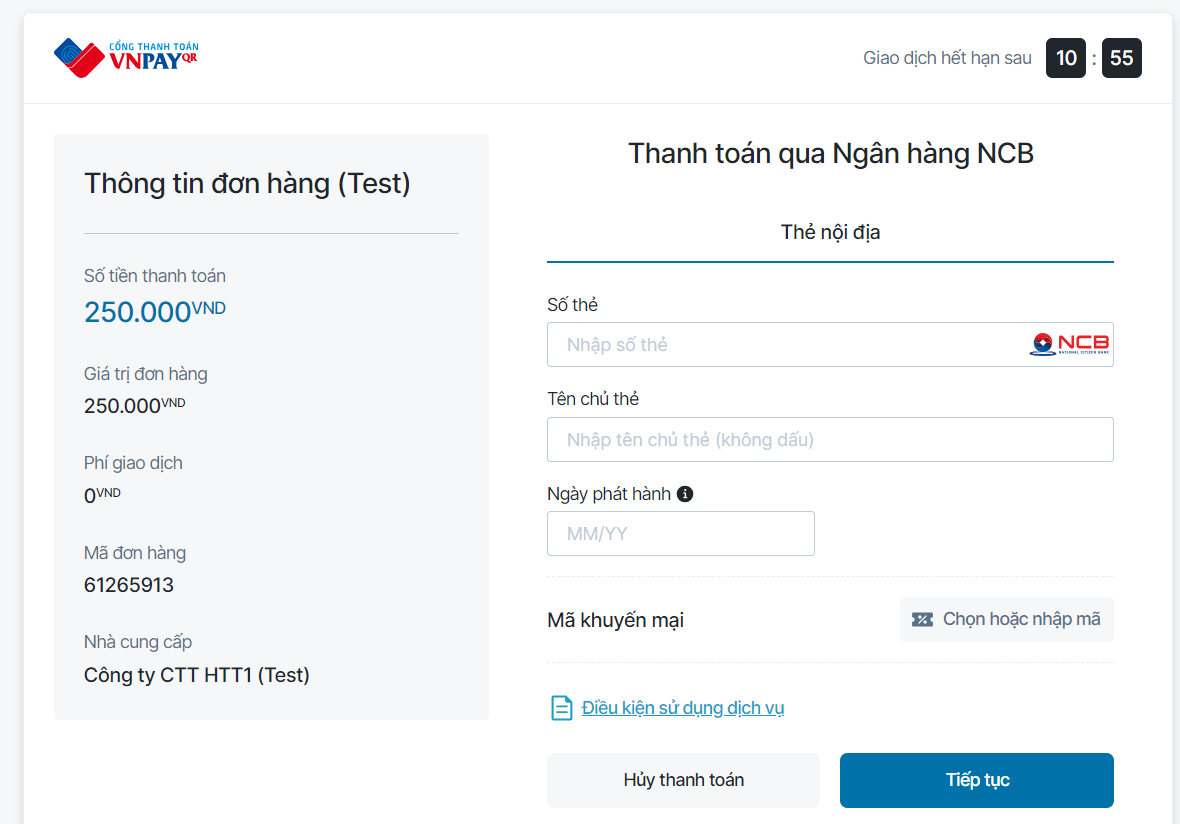 CỔNG THANH TOÁN
VNPAYQR
Giao dịch hết hạn sau 10 : 55
Thông tin đơn hàng (Test)
Số tiền thanh toán
250.000VND
Giá trị đơn hàng
250.000VND
Phí giao dịch
0VND
Mã đơn hàng
61265913
Nhà cung cấp
Công ty CTT HTT1 (Test)
Thanh toán qua Ngân hàng NCB
Thẻ nội địa
Số thẻ
Nhập số thẻ
NCB
NATIONAL CITIZEN BANK
Tên chủ thẻ
Nhập tên chủ thẻ (không dấu)
Ngày phát hành
MM/YY
Mã khuyến mại
Chọn hoặc nhập mã
Điều kiện sử dụng dịch vụ
Hủy thanh toán
Tiếp tục